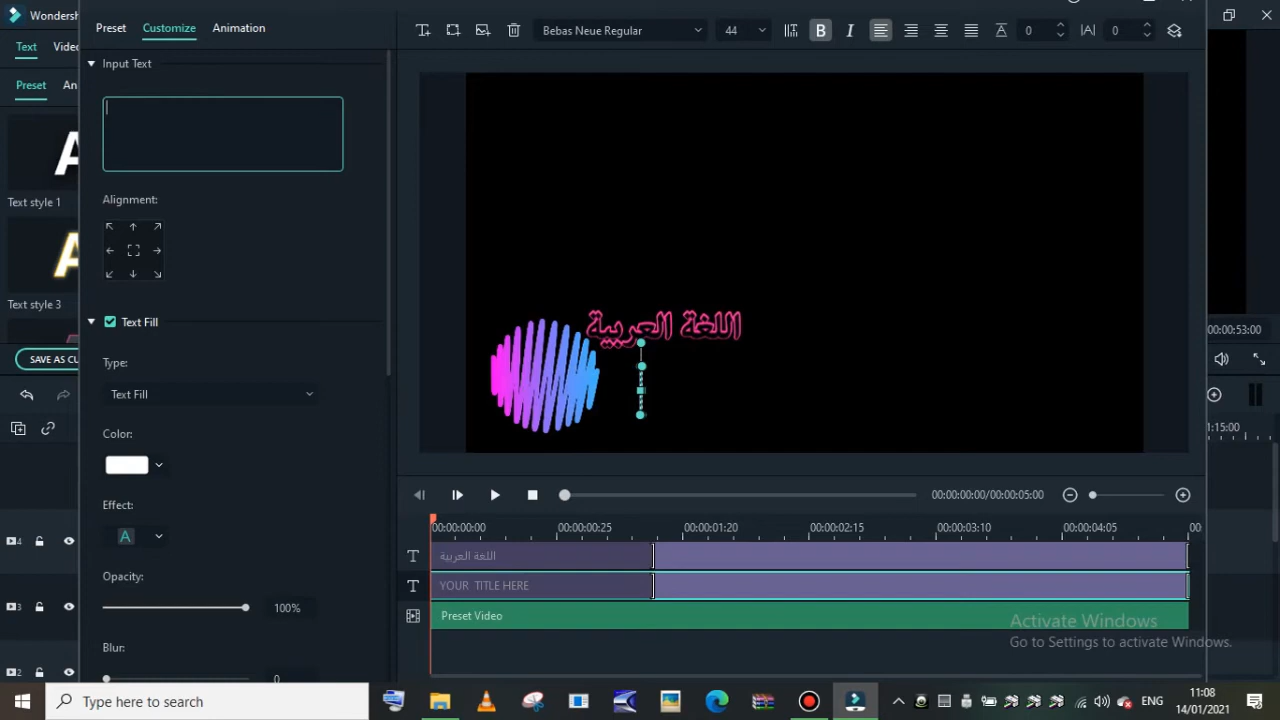 Wondersh
Preset
Customize
Animation
Bebas Neue Regular
44
B
I
0
0
Text
Video
Preset
An
Input Text
Text style 1
Alignment:
Text style 3
Text Fill
SAVE AS CU
Type:
Text Fill
Color:
Effect:
A
Opacity:
100%
Blur:
0
اللغة العربية
00:00:53:00
00:00:00:00/00:00:05:00
1:15:00
00:00:00:00
00:00:00:25
00:00:01:20
00:00:02:15
00:00:03:10
00:00:04:05
00
T
اللغة العربية
T
YOUR TITLE HERE
Preset Video
4
3
2
Activate Windows
Go to Settings to activate Windows.
Type here to search
ENG
11:08
14/01/2021